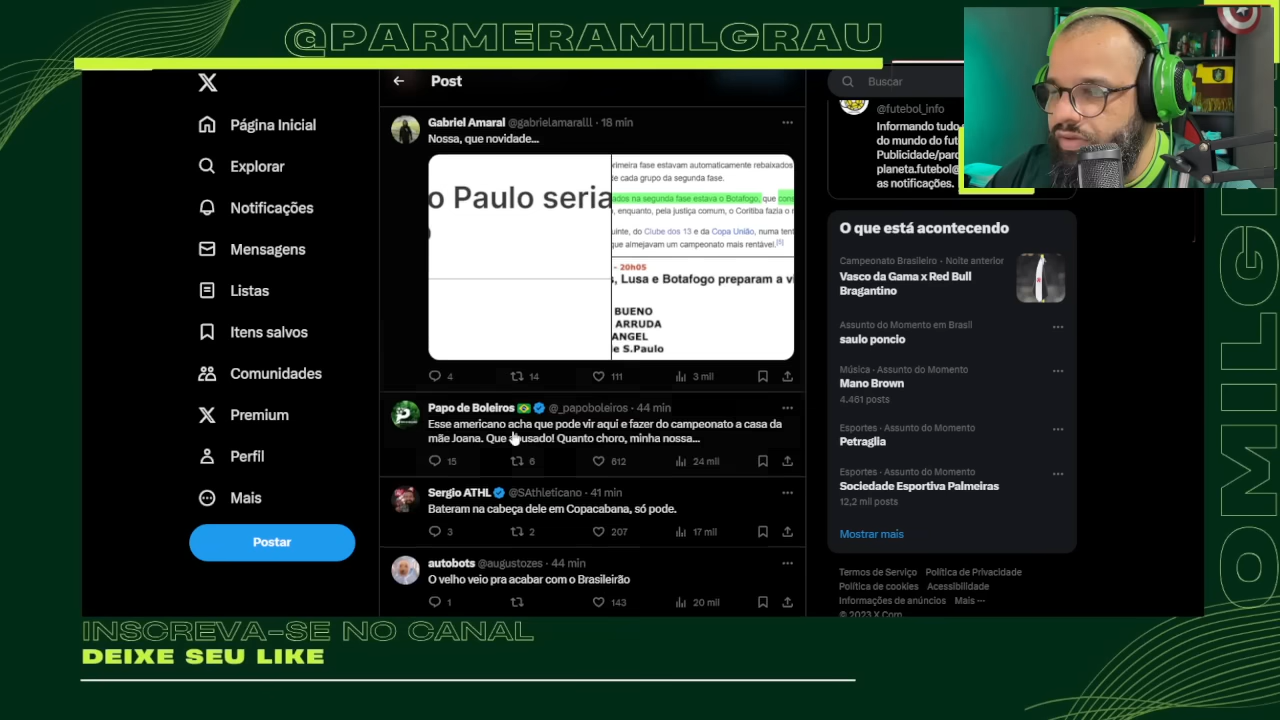 @PARMERAMILGRAU
Post
Buscar
Página Inicial
Explorar
Notificações
Mensagens
Listas
Itens salvos
Comunidades
Premium
Perfil
Mais
Postar
Gabriel Amaral @gabrielamaralll · 18 min
Nossa, que novidade...
o Paulo seria
rimeira fase estavam automaticamente rebaixados
e cada grupo da segunda fase.
ados na segunda fase estava o Botafogo, que
, enquanto, pela justiça comum, o Coritiba fazia o
uinte, do Clube dos 13 e da Copa União, numa
que almejavam um campeonato mais rentável.[5]
- 20h05
, Lusa e Botafogo preparam a
BUENO
ARRUDA
ANGEL
e S.Paulo
4 14 111 3 mil
Papo de Boleiros @_papoboleiros · 44 min
Esse americano acha que pode vir aqui e fazer do campeonato a casa da
mãe Joana. Que abusado! Quanto choro, minha nossa...
15 6 612 24 mil
Sergio ATHL @SAthleticano · 41 min
Bateram na cabeça dele em Copacabana, só pode.
3 2 207 17 mil
autobots @augustozes · 44 min
O velho veio pra acabar com o Brasileirão
1 143 20 mil
@futebol_info
Informando tudo
do mundo do
Publicidade/parc
planeta.futebol@
as notificações.
O que está acontecendo
Campeonato Brasileiro · Noite anterior
Vasco da Gama x Red Bull
Bragantino
Assunto do Momento em Brasil
saulo poncio
Música · Assunto do Momento
Mano Brown
4.461 posts
Esportes · Assunto do Momento
Petraglia
Esportes · Assunto do Momento
Sociedade Esportiva Palmeiras
12,2 mil posts
Mostrar mais
Termos de Serviço Política de Privacidade
Política de cookies Acessibilidade
Informações de anúncios Mais ···
© 2023 X Corp.
INSCREVA-SE NO CANAL
DEIXE SEU LIKE
OMILG